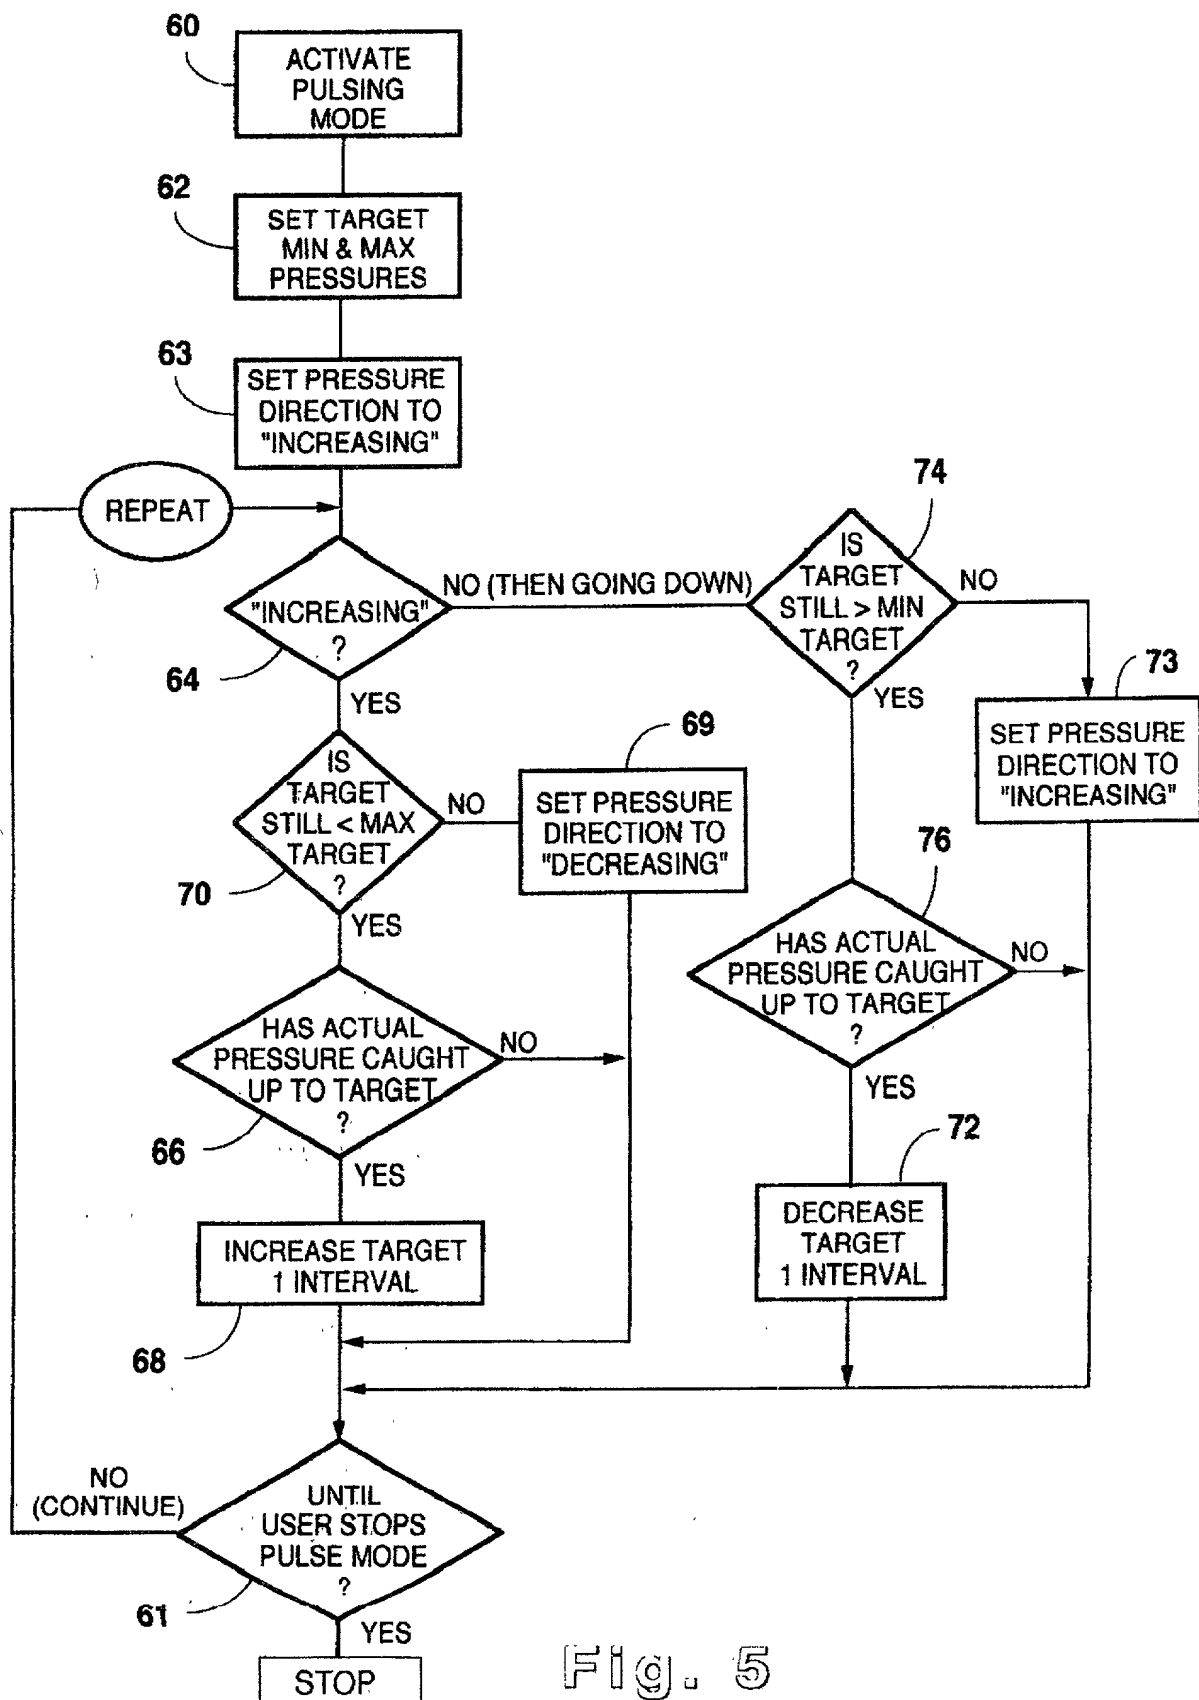 60
ACTIVATE
PULSING
MODE
62
SET TARGET
MIN & MAX
PRESSURES
63
SET PRESSURE
DIRECTION TO
"INCREASING"
REPEAT
"INCREASING"
?
64
NO (THEN GOING DOWN)
YES
74
IS
TARGET
STILL > MIN
TARGET
?
NO
YES
73
SET PRESSURE
DIRECTION TO
"INCREASING"
IS
TARGET
STILL < MAX
TARGET
?
70
NO
YES
69
SET PRESSURE
DIRECTION TO
"DECREASING"
76
HAS ACTUAL
PRESSURE CAUGHT
UP TO TARGET
?
NO
YES
HAS ACTUAL
PRESSURE CAUGHT
UP TO TARGET
?
66
NO
YES
72
DECREASE
TARGET
1 INTERVAL
INCREASE TARGET
1 INTERVAL
68
NO
(CONTINUE)
UNTIL
USER STOPS
PULSE MODE
?
61
YES
STOP
Fig. 5